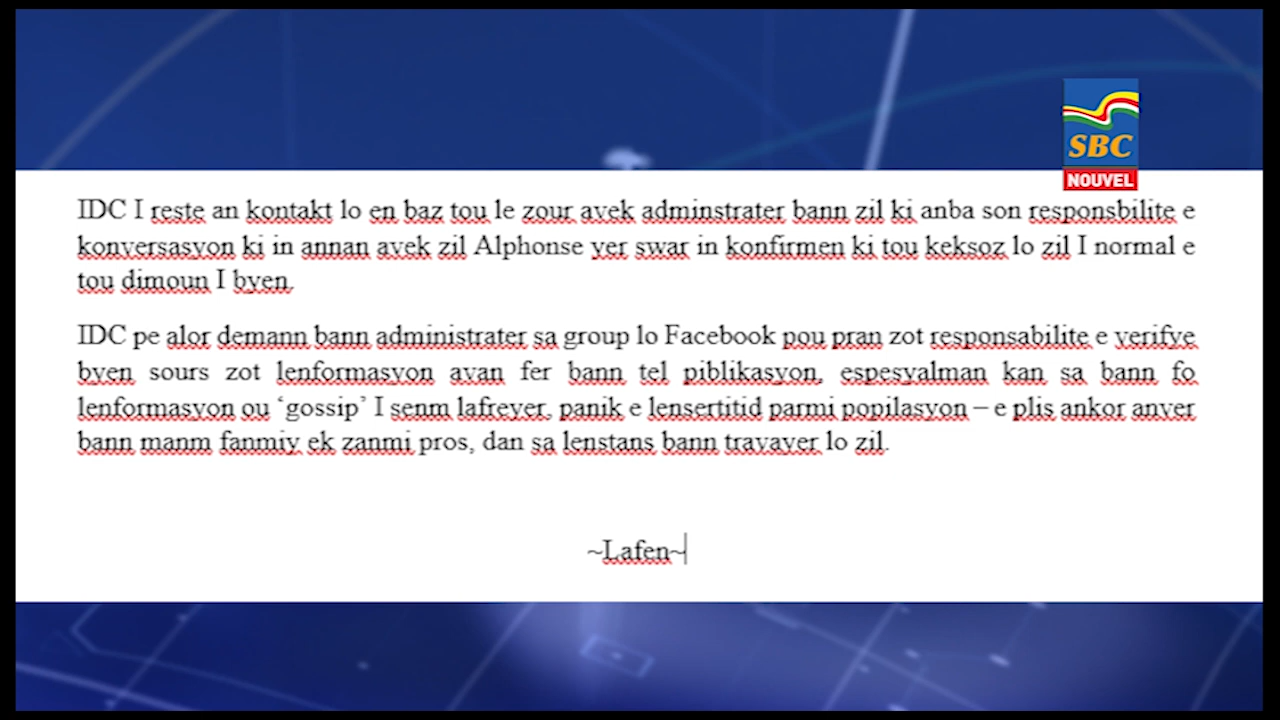 SBC
NOUVEL
IDC I reste an kontakt lo en baz tou le zour avek adminstrater bann zil ki anba son responsbilite e
konversasyon ki in annan avek zil Alphonse yer swar in konfirmen ki tou keksoz lo zil I normal e
tou dimoun I byen.
IDC pe alor demann bann administrater sa group lo Facebook pou pran zot responsabilite e verifye
byen sours zot lenformasyon avan fer bann tel piblikasyon, espesyalman kan sa bann fo
lenformasyon ou ‘gossip’ I senm lafreyer, panik e lensertitid parmi popilasyon – e plis ankor anver
bann manm fanmiy ek zanmi pros, dan sa lenstans bann travayer lo zil.
~Lafen~